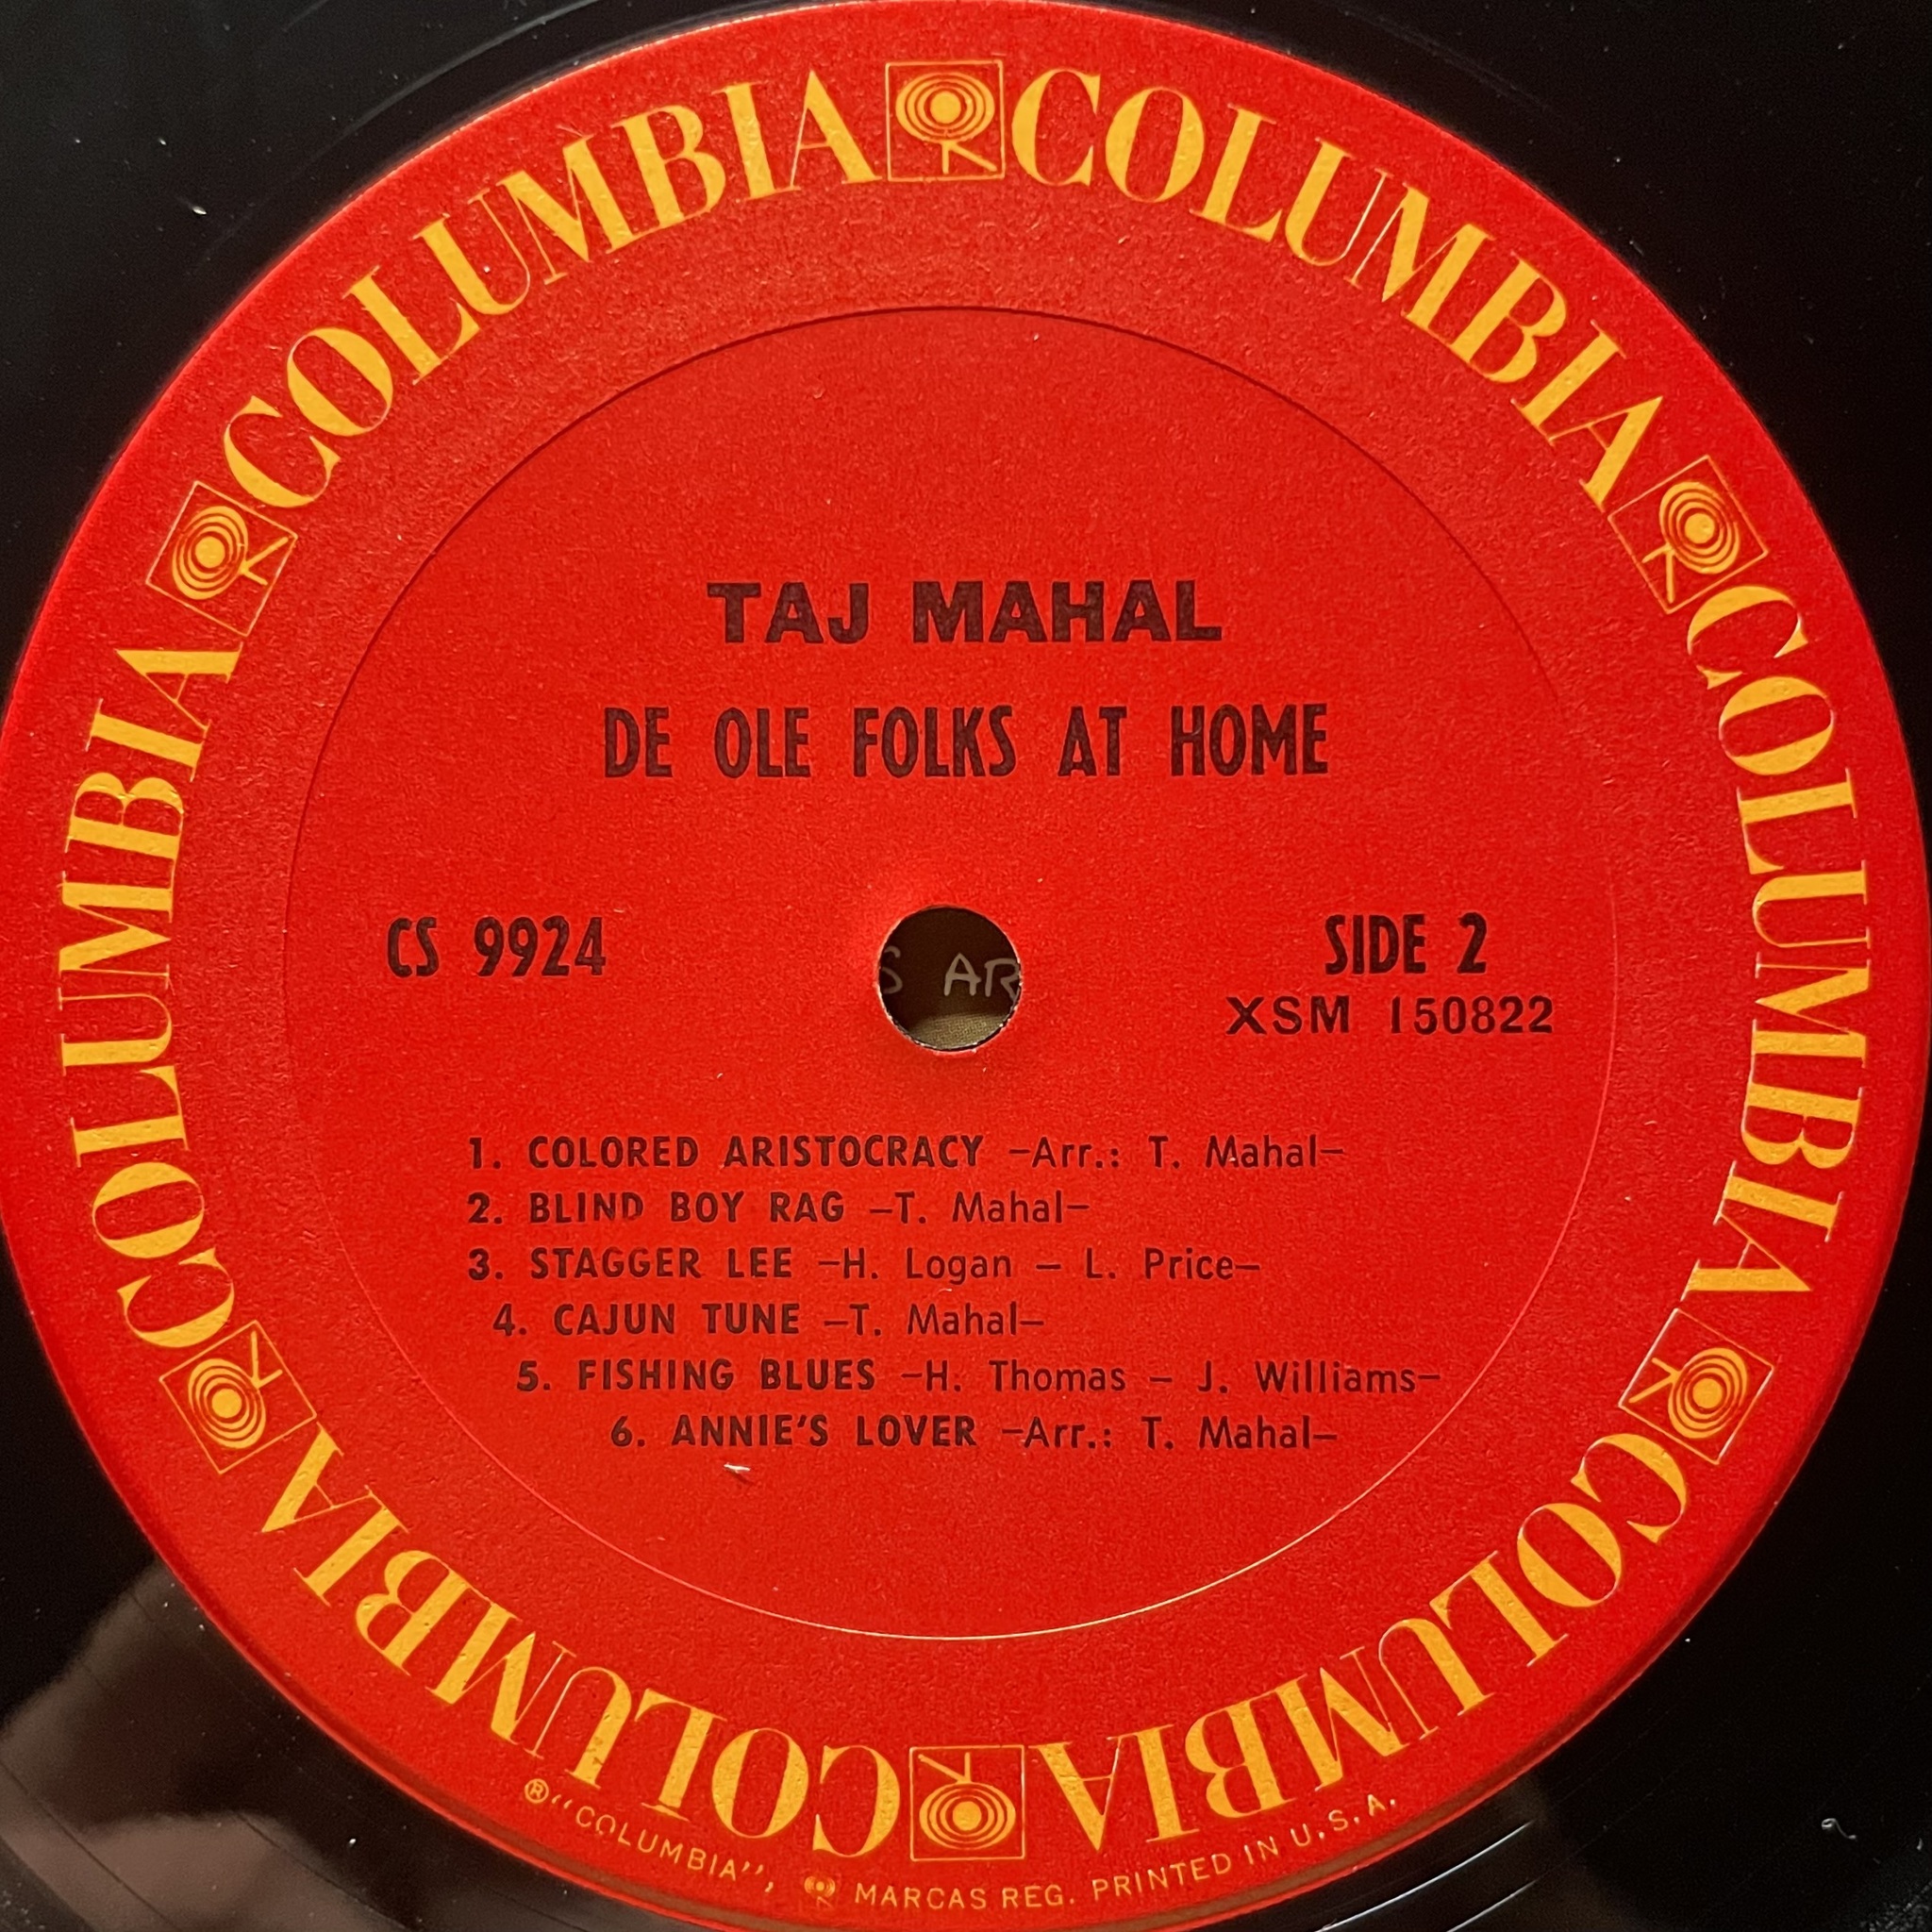 COLUMBIA COLUMBIA COLUMBIA COLUMBIA COLUMBIA COLUMBIA
TAJ MAHAL
DE OLE FOLKS AT HOME
CS 9924
SIDE 2
XSM 150822
AR
1. COLORED ARISTOCRACY –Arr.: T. Mahal–
2. BLIND BOY RAG –T. Mahal–
3. STAGGER LEE –H. Logan – L. Price–
4. CAJUN TUNE –T. Mahal–
5. FISHING BLUES –H. Thomas – J. Williams–
6. ANNIE'S LOVER –Arr.: T. Mahal–
® "COLUMBIA", MARCAS REG. PRINTED IN U.S.A.